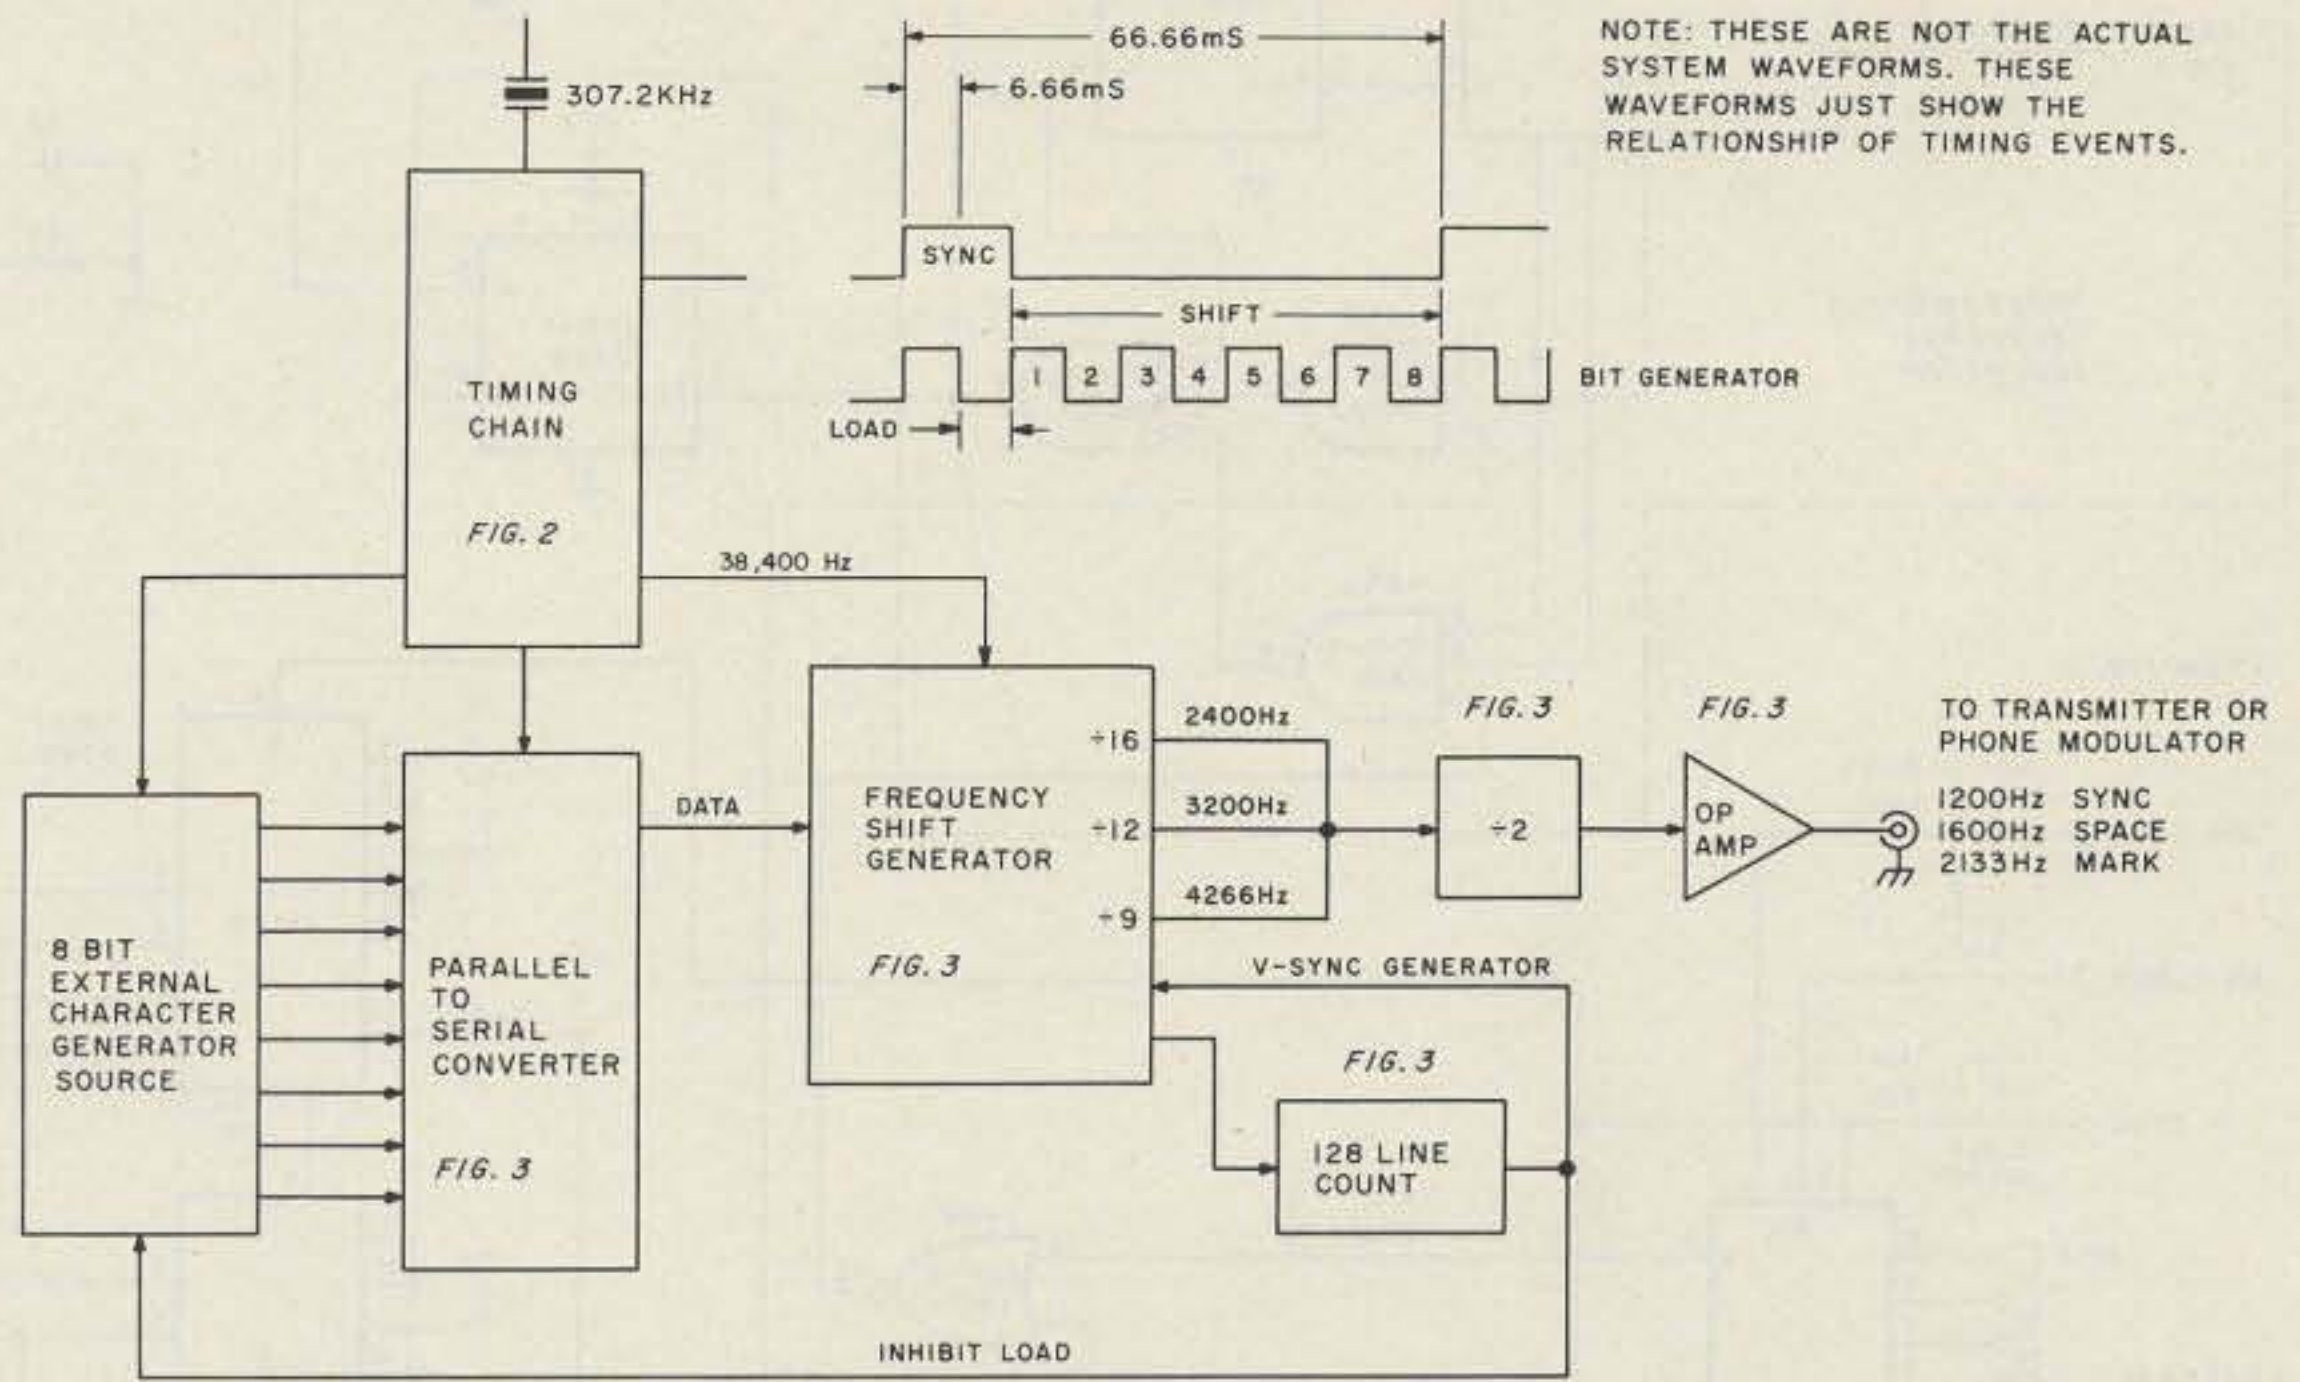 66.66mS
NOTE: THESE ARE NOT THE ACTUAL
SYSTEM WAVEFORMS. THESE
WAVEFORMS JUST SHOW THE
RELATIONSHIP OF TIMING EVENTS.
307.2KHz
6.66mS
SYNC
SHIFT
1 2 3 4 5 6 7 8
BIT GENERATOR
LOAD
TIMING
CHAIN
FIG. 2
38,400 Hz
8 BIT
EXTERNAL
CHARACTER
GENERATOR
SOURCE
PARALLEL
TO
SERIAL
CONVERTER
FIG. 3
DATA
FREQUENCY
SHIFT
GENERATOR
FIG. 3
÷16
÷12
÷9
2400Hz
3200Hz
4266Hz
FIG. 3
÷2
FIG. 3
OP
AMP
TO TRANSMITTER OR
PHONE MODULATOR
1200Hz SYNC
1600Hz SPACE
2133Hz MARK
V-SYNC GENERATOR
FIG. 3
128 LINE
COUNT
INHIBIT LOAD